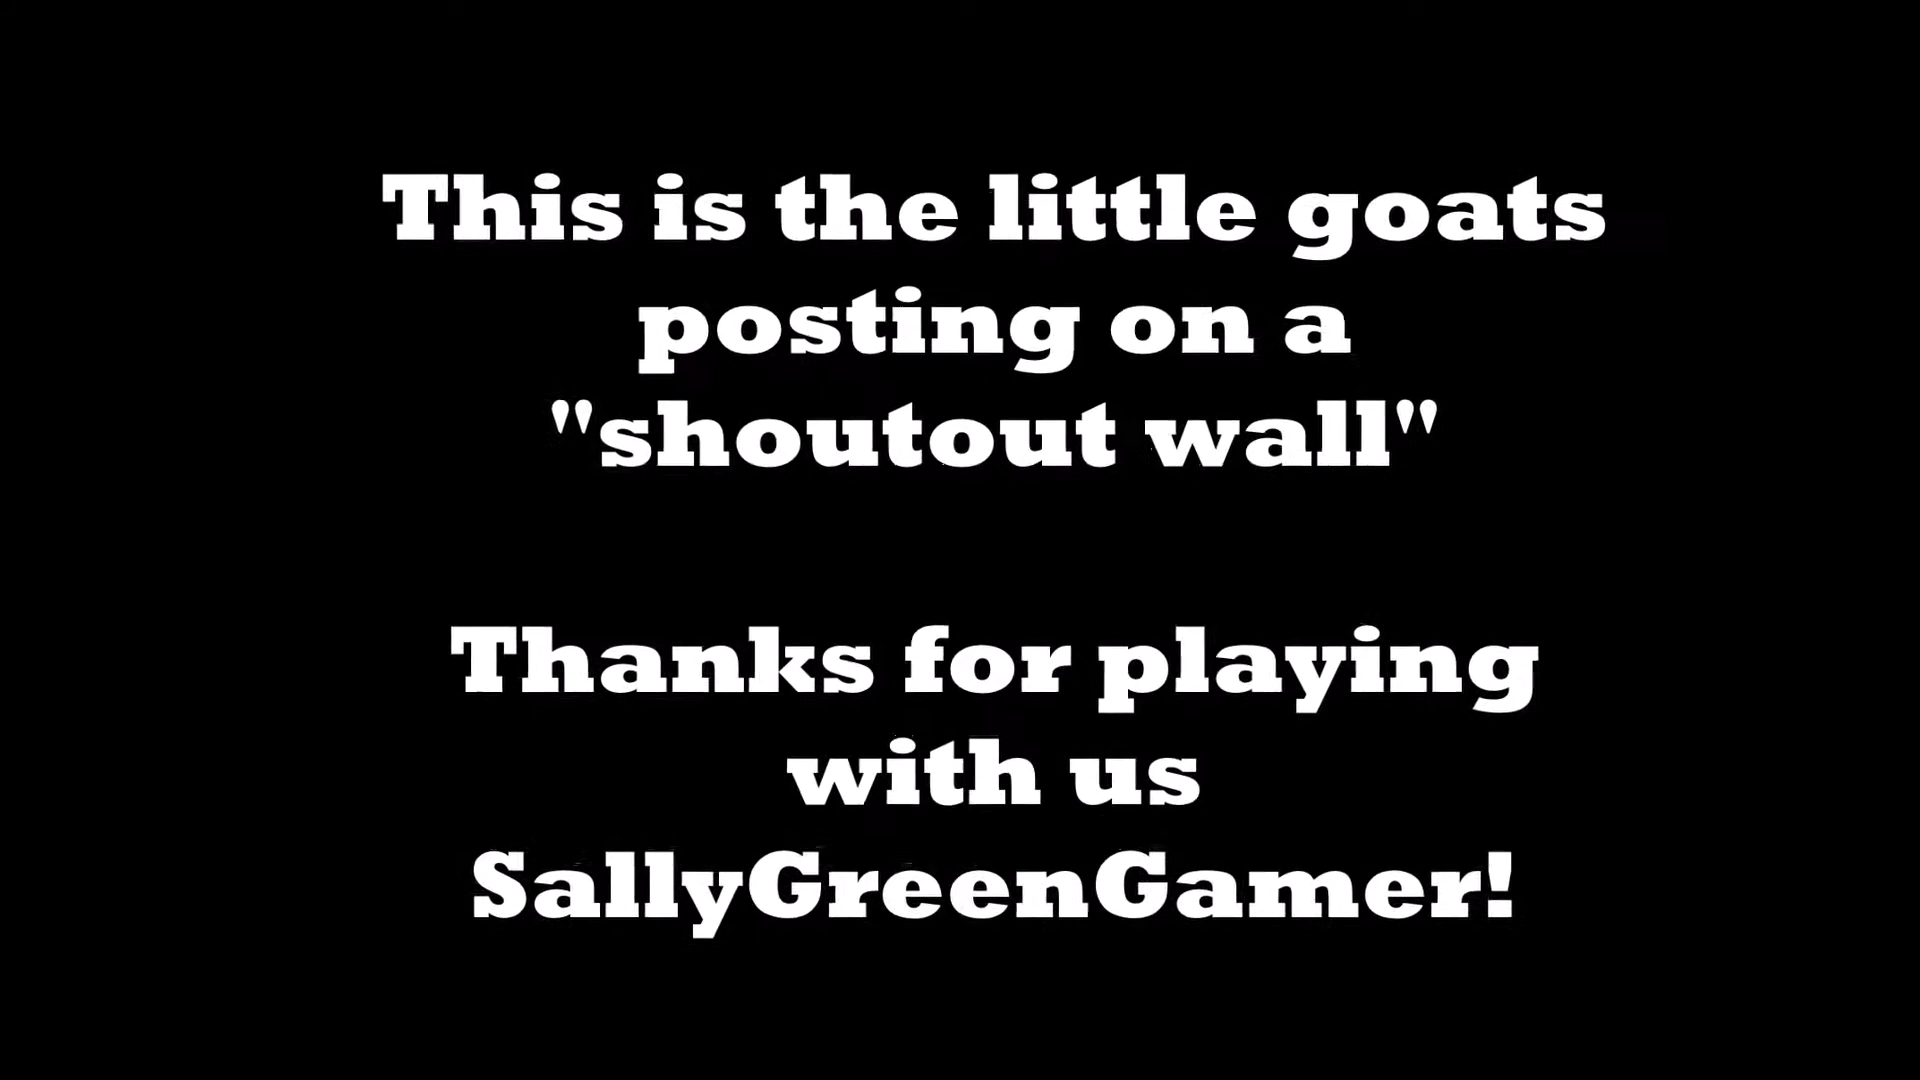 This is the little goats
posting on a
"shoutout wall"
Thanks for playing
with us
SallyGreenGamer!